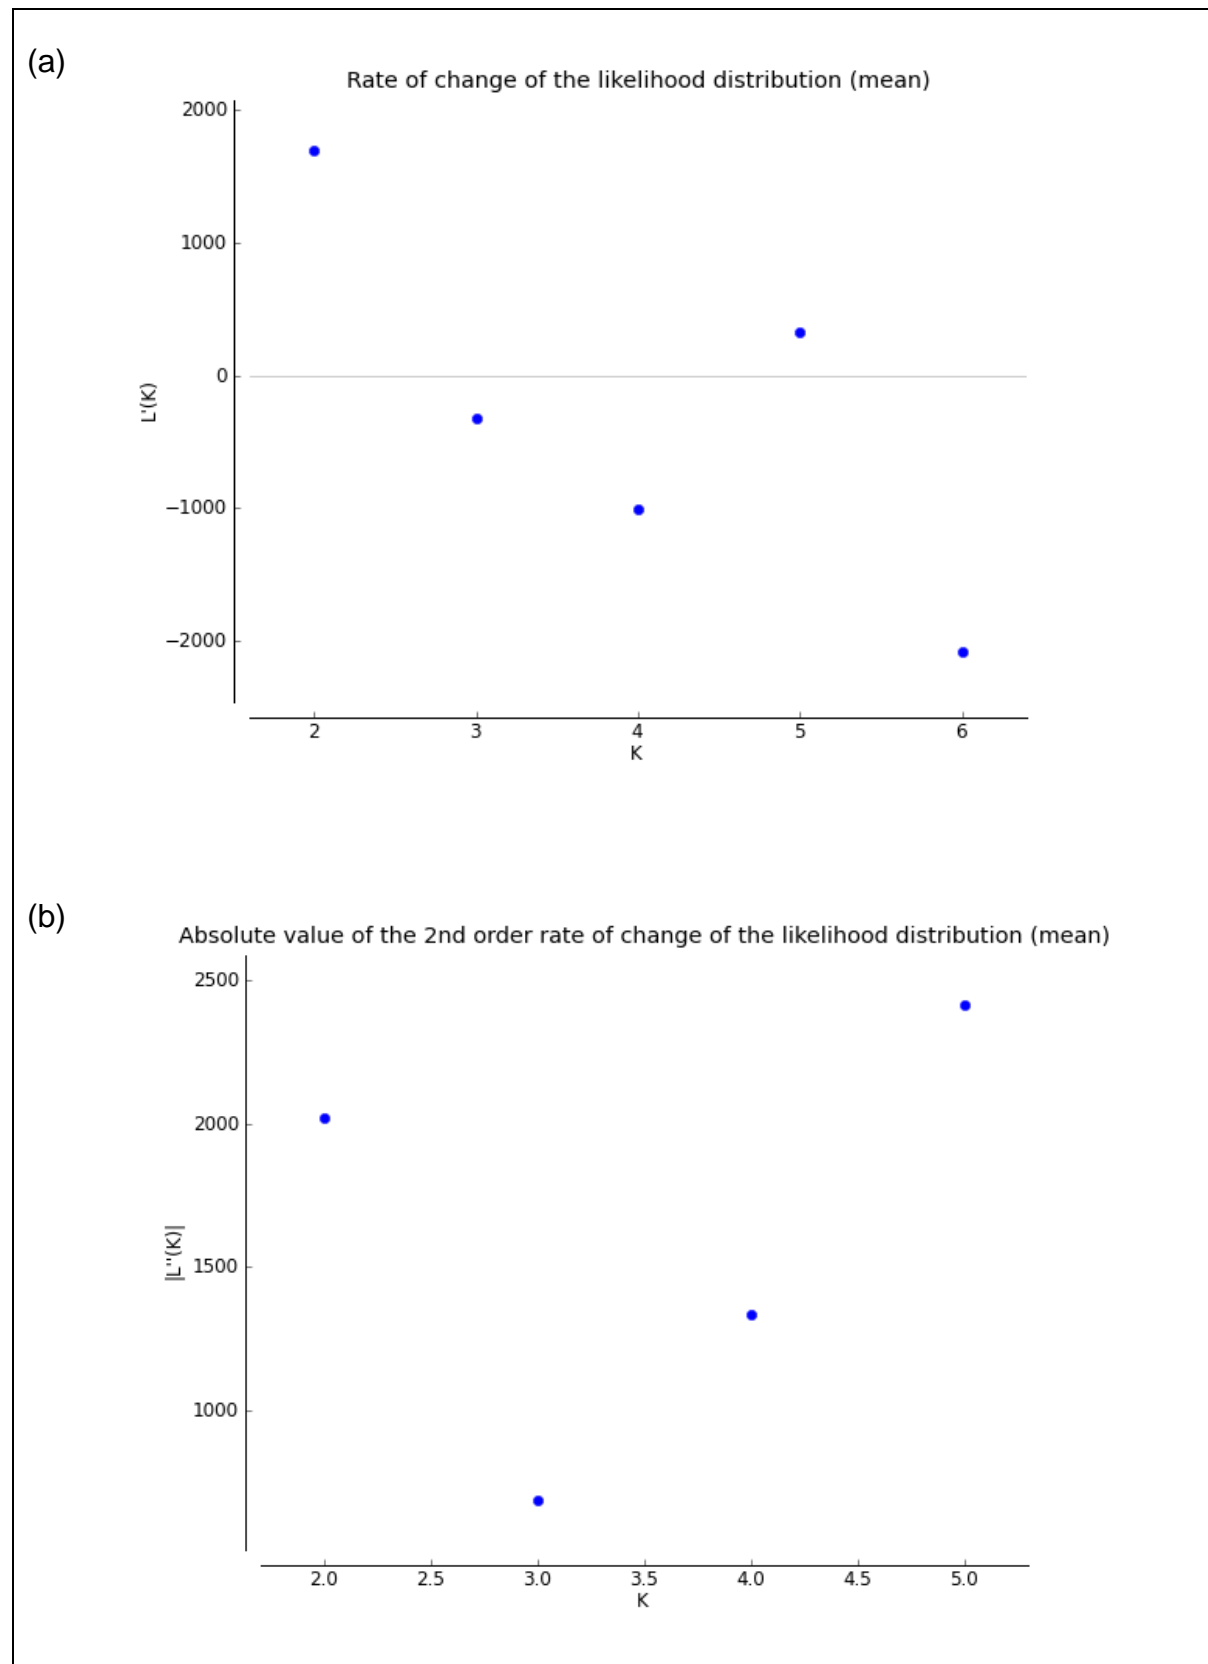 (a)
Rate of change of the likelihood distribution (mean)
2000
1000
0
−1000
−2000
L'(K)
2 3 4 5 6
K
(b)
Absolute value of the 2nd order rate of change of the likelihood distribution (mean)
2500
2000
1500
1000
|L''(K)|
2.0 2.5 3.0 3.5 4.0 4.5 5.0
K